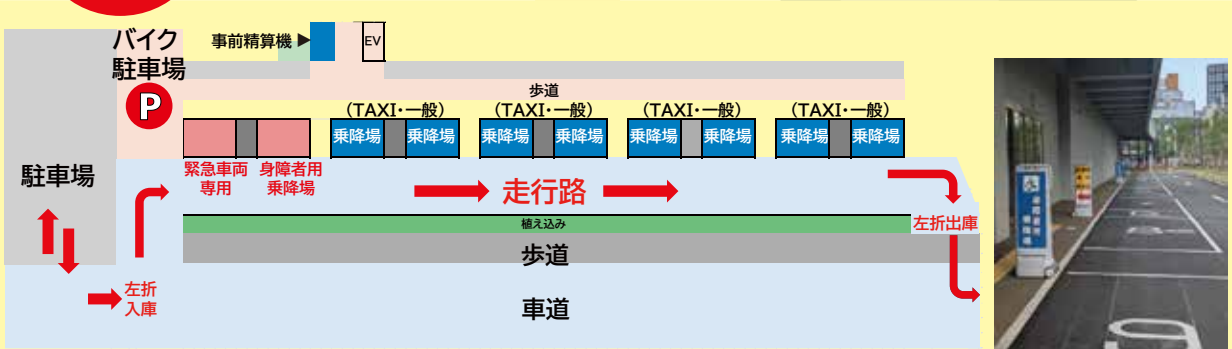 バイク
駐車場
P
事前精算機▶
EV
歩道
(TAXI・一般)
(TAXI・一般)
(TAXI・一般)
(TAXI・一般)
乗降場
乗降場
乗降場
乗降場
乗降場
乗降場
乗降場
乗降場
緊急車両
専用
身障者用
乗降場
駐車場
走行路
植え込み
左折出庫
歩道
左折
入庫
車道